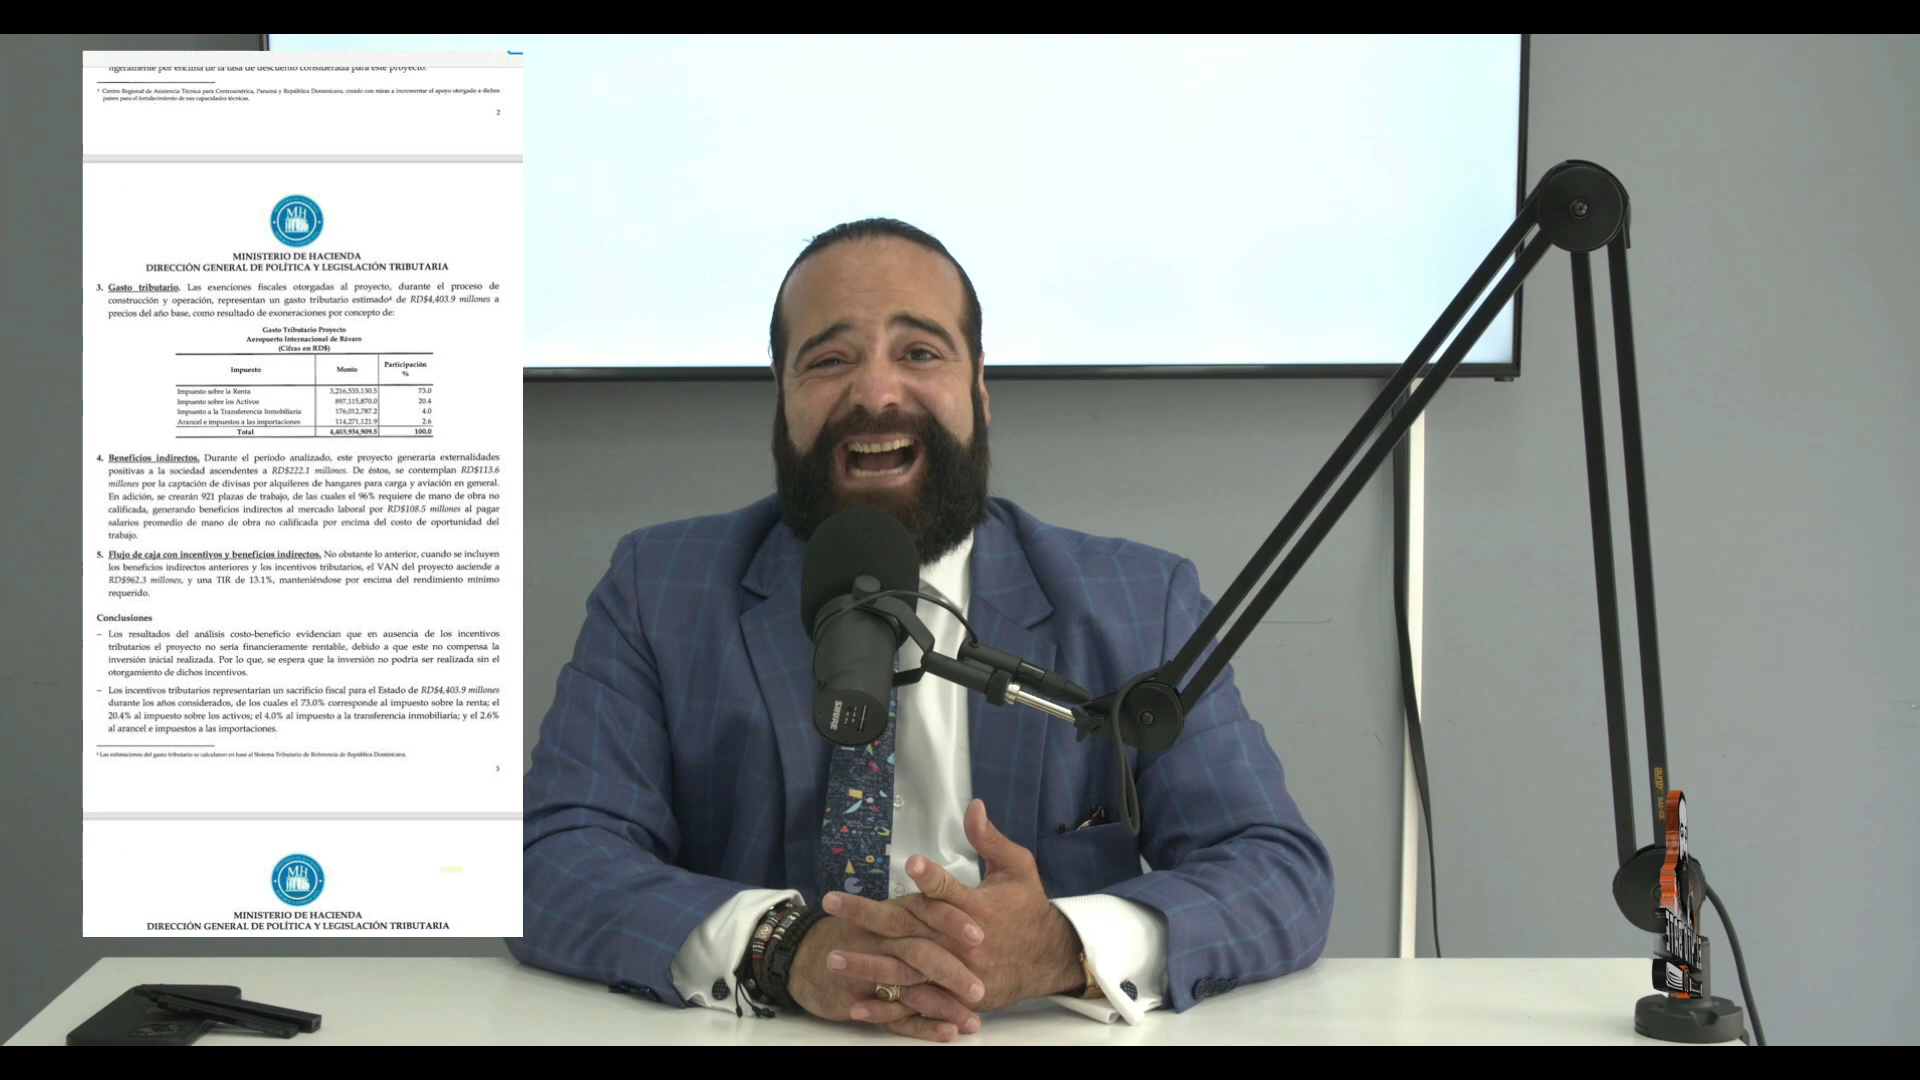 ligeramente por encima de la tasa de descuento considerada para este proyecto.
Centro Regional de Asistencia Técnica para Centroamérica, Panamá y República Dominicana, creado con miras a incrementar el apoyo otorgado a dichos
países para el fortalecimiento de sus capacidades técnicas.
2
MH
MINISTERIO DE HACIENDA
DIRECCIÓN GENERAL DE POLÍTICA Y LEGISLACIÓN TRIBUTARIA
3. Gasto tributario. Las exenciones fiscales otorgadas al proyecto, durante el proceso de
construcción y operación, representan un gasto tributario estimado⁴ de RD$4,403.9 millones a
precios del año base, como resultado de exoneraciones por concepto de:
Gasto Tributario Proyecto
Aeropuerto Internacional de Bávaro
(Cifras en RD$)
Impuesto Monto Participación %
Impuesto sobre la Renta 3,216,535,130.5 73.0
Impuesto sobre los Activos 897,115,870.0 20.4
Impuesto a la Transferencia Inmobiliaria 176,012,787.2 4.0
Arancel e impuestos a las importaciones 114,271,121.9 2.6
Total 4,403,934,909.5 100.0
4. Beneficios indirectos. Durante el período analizado, este proyecto generaría externalidades
positivas a la sociedad ascendentes a RD$222.1 millones. De éstos, se contemplan RD$113.6
millones por la captación de divisas por alquileres de hangares para carga y aviación en general.
En adición, se crearán 921 plazas de trabajo, de las cuales el 96% requiere de mano de obra no
calificada, generando beneficios indirectos al mercado laboral por RD$108.5 millones al pagar
salarios promedio de mano de obra no calificada por encima del costo de oportunidad del
trabajo.
5. Flujo de caja con incentivos y beneficios indirectos. No obstante lo anterior, cuando se incluyen
los beneficios indirectos anteriores y los incentivos tributarios, el VAN del proyecto asciende a
RD$962.3 millones, y una TIR de 13.1%, manteniéndose por encima del rendimiento mínimo
requerido.
Conclusiones
– Los resultados del análisis costo-beneficio evidencian que en ausencia de los incentivos
tributarios el proyecto no sería financieramente rentable, debido a que este no compensa la
inversión inicial realizada. Por lo que, se espera que la inversión no podría ser realizada sin el
otorgamiento de dichos incentivos.
– Los incentivos tributarios representarían un sacrificio fiscal para el Estado de RD$4,403.9 millones
durante los años considerados, de los cuales el 73.0% corresponde al impuesto sobre la renta; el
20.4% al impuesto sobre los activos; el 4.0% al impuesto a la transferencia inmobiliaria; y el 2.6%
al arancel e impuestos a las importaciones.
⁴ Las estimaciones del gasto tributario se calcularon en base al Sistema Tributario de Referencia de República Dominicana.
3
MH
MINISTERIO DE HACIENDA
DIRECCIÓN GENERAL DE POLÍTICA Y LEGISLACIÓN TRIBUTARIA
SHURE